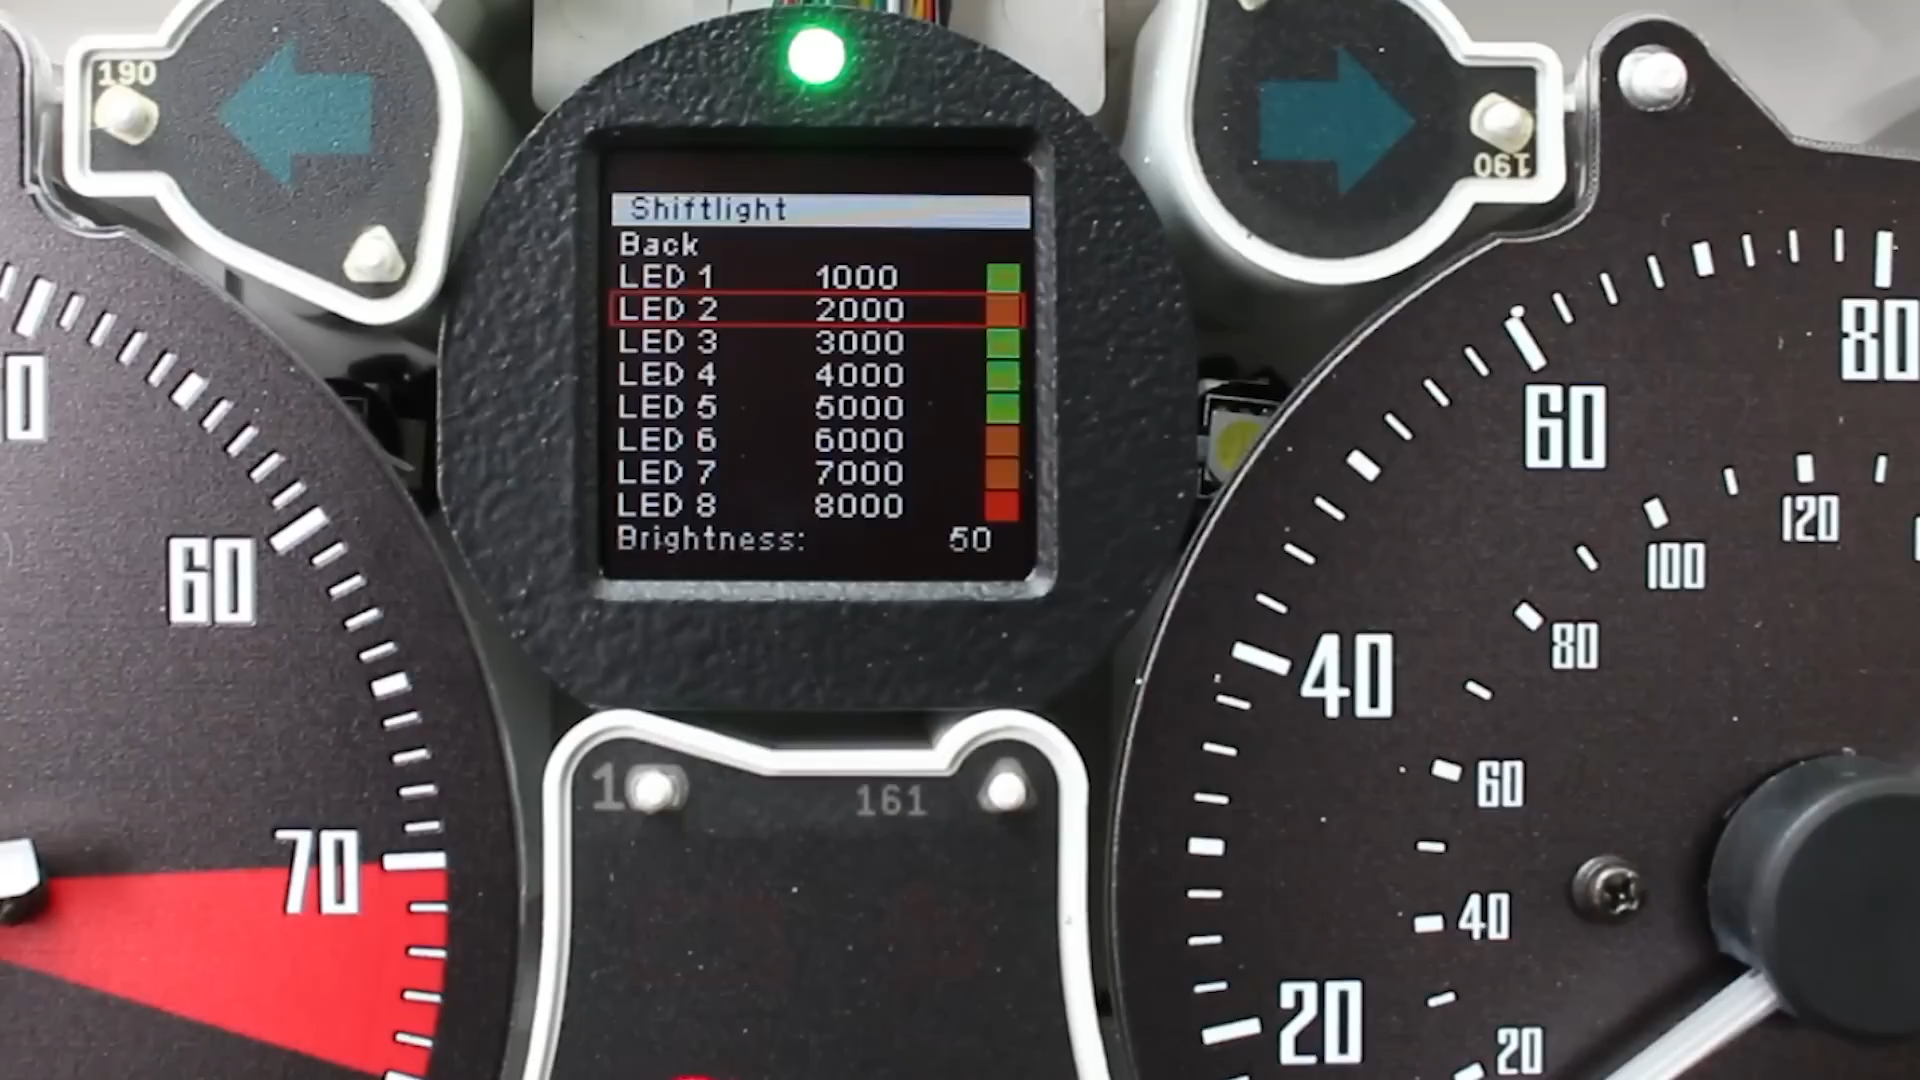 190
190
Shiftlight
Back
LED 1 1000
LED 2 2000
LED 3 3000
LED 4 4000
LED 5 5000
LED 6 6000
LED 7 7000
LED 8 8000
Brightness: 50
60
70
161
80
60
40
20
120
100
80
60
40
20